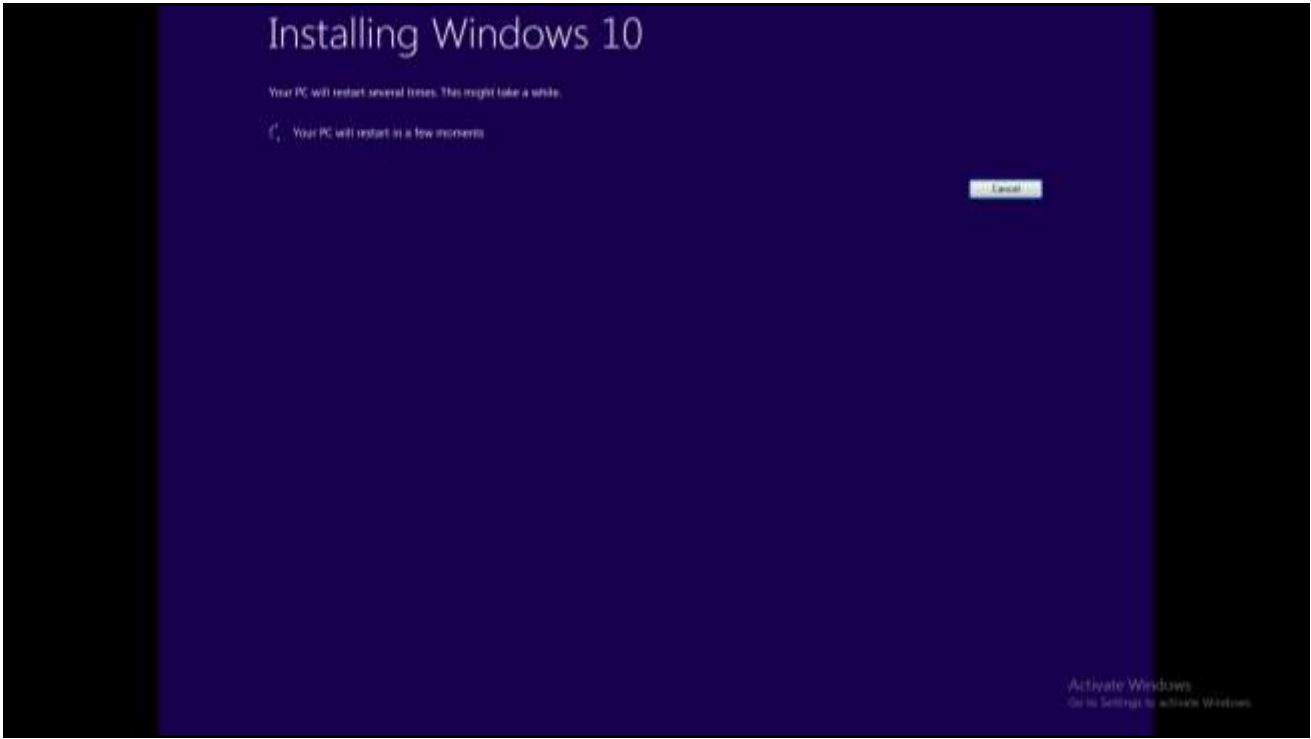 Installing Windows 10
Your PC will restart several times. This might take a while.
Your PC will restart in a few moments
Cancel
Activate Windows
Go to Settings to activate Windows.